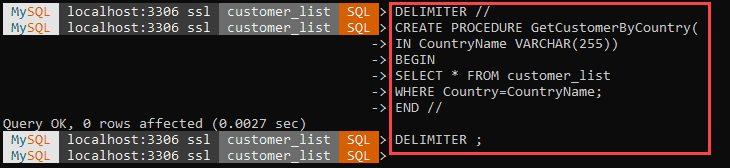 MySQL localhost:3306 ssl customer_list SQL > DELIMITER //
MySQL localhost:3306 ssl customer_list SQL > CREATE PROCEDURE GetCustomerByCountry(
-> IN CountryName VARCHAR(255))
-> BEGIN
-> SELECT * FROM customer_list
-> WHERE Country=CountryName;
-> END //
Query OK, 0 rows affected (0.0027 sec)
MySQL localhost:3306 ssl customer_list SQL > DELIMITER ;
MySQL localhost:3306 ssl customer_list SQL >